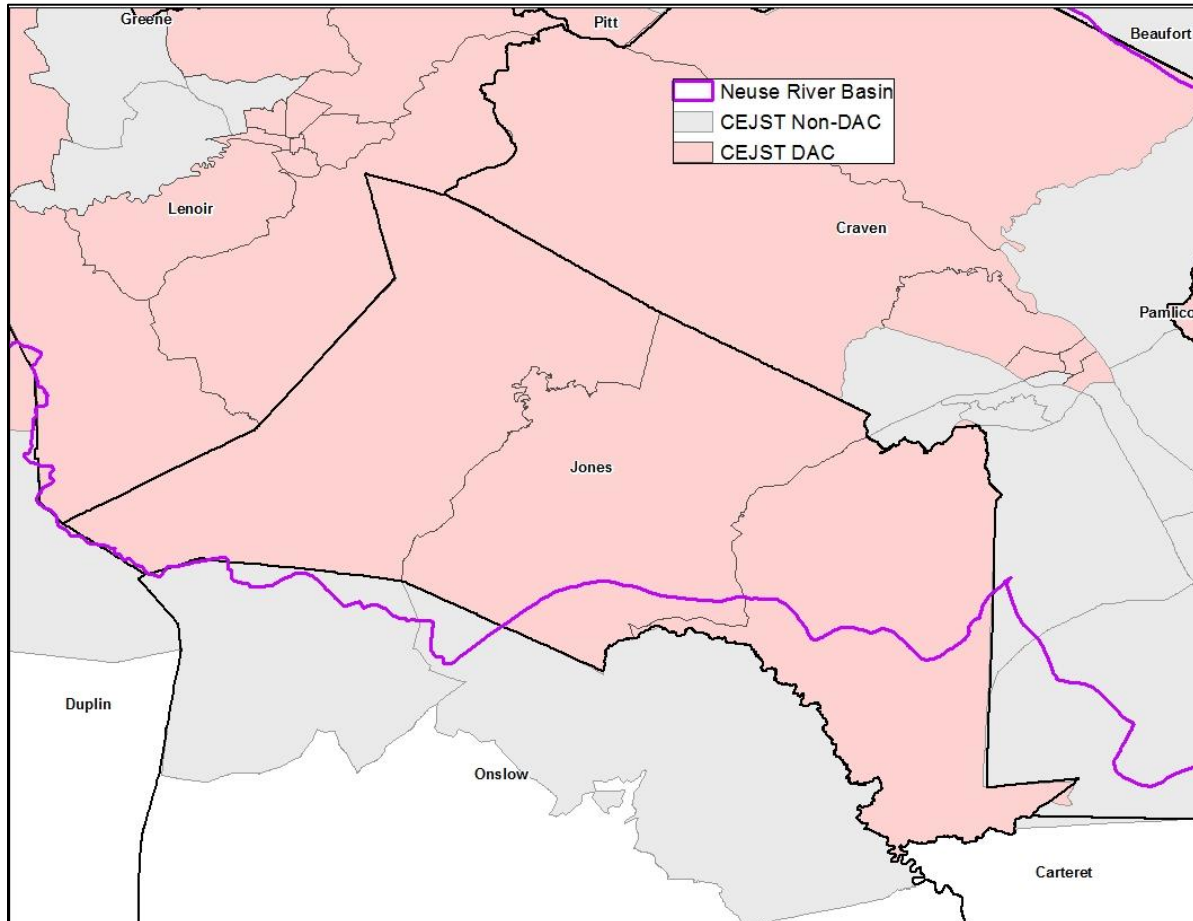 Greene
Pitt
Beaufort
Neuse River Basin
CEJST Non-DAC
CEJST DAC
Lenoir
Craven
Pamlico
Jones
Duplin
Onslow
Carteret